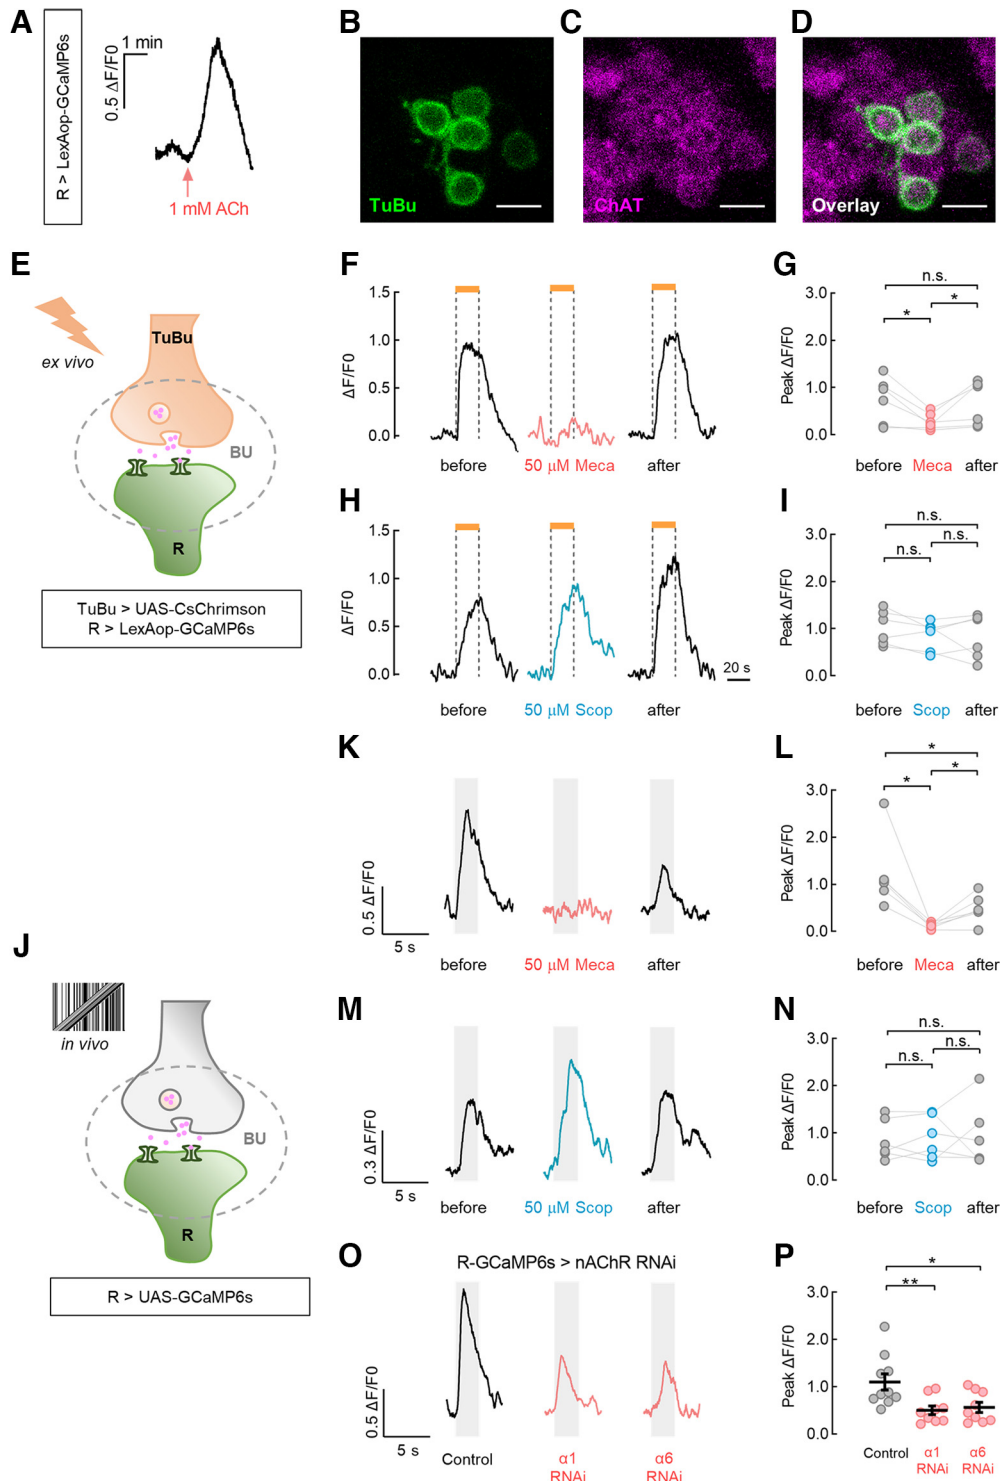 A
R > LexAop-GCaMP6s
0.5 ΔF/F0
1 min
1 mM ACh
B
TuBu
C
ChAT
D
Overlay
E
ex vivo
TuBu
BU
R
TuBu > UAS-CsChrimson
R > LexAop-GCaMP6s
F
ΔF/F0
1.5
1.0
0.5
0.0
before
50 μM Meca
after
G
Peak ΔF/F0
3.0
2.0
1.0
0.0
n.s.
*
*
before
Meca
after
H
ΔF/F0
1.5
1.0
0.5
0.0
20 s
before
50 μM Scop
after
I
Peak ΔF/F0
3.0
2.0
1.0
0.0
n.s.
n.s.
n.s.
before
Scop
after
J
in vivo
BU
R
R > UAS-GCaMP6s
K
0.5 ΔF/F0
5 s
before
50 μM Meca
after
L
Peak ΔF/F0
3.0
2.0
1.0
0.0
*
*
*
before
Meca
after
M
0.3 ΔF/F0
5 s
before
50 μM Scop
after
N
Peak ΔF/F0
3.0
2.0
1.0
0.0
n.s.
n.s.
n.s.
before
Scop
after
O
R-GCaMP6s > nAChR RNAi
0.5 ΔF/F0
5 s
Control
α1
RNAi
α6
RNAi
P
Peak ΔF/F0
3.0
2.0
1.0
0.0
*
**
Control
α1
RNAi
α6
RNAi